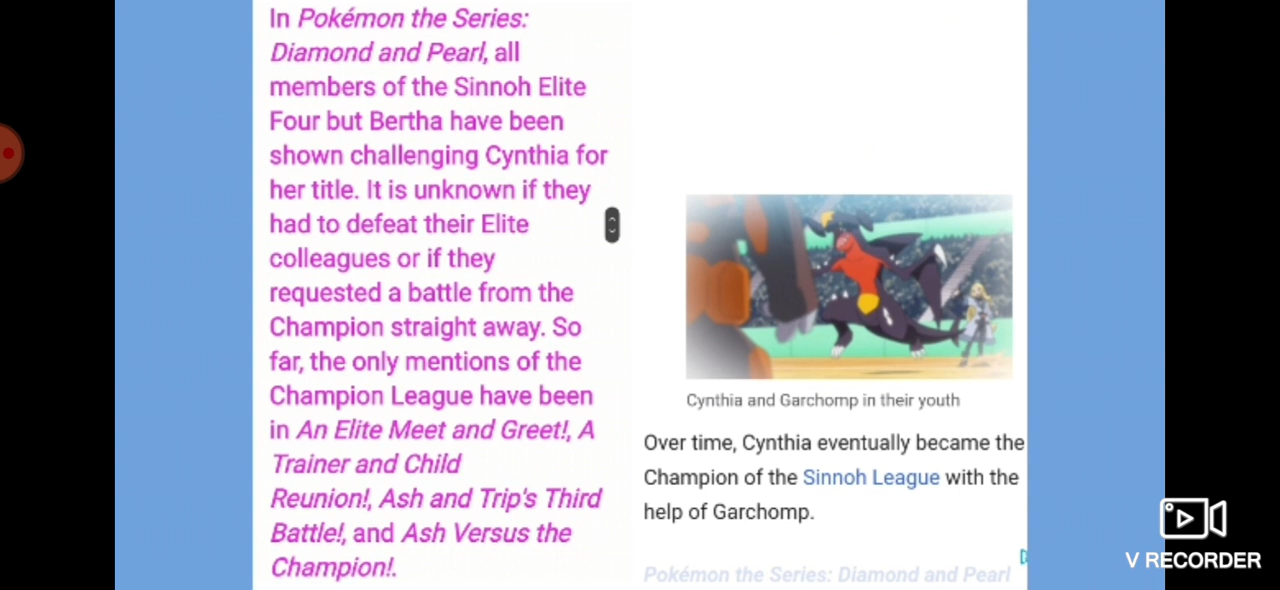 In Pokémon the Series:
Diamond and Pearl, all
members of the Sinnoh Elite
Four but Bertha have been
shown challenging Cynthia for
her title. It is unknown if they
had to defeat their Elite
colleagues or if they
requested a battle from the
Champion straight away. So
far, the only mentions of the
Champion League have been
in An Elite Meet and Greet!, A
Trainer and Child
Reunion!, Ash and Trip's Third
Battle!, and Ash Versus the
Champion!.
Cynthia and Garchomp in their youth
Over time, Cynthia eventually became the
Champion of the Sinnoh League with the
help of Garchomp.
Pokémon the Series: Diamond and Pearl
V RECORDER